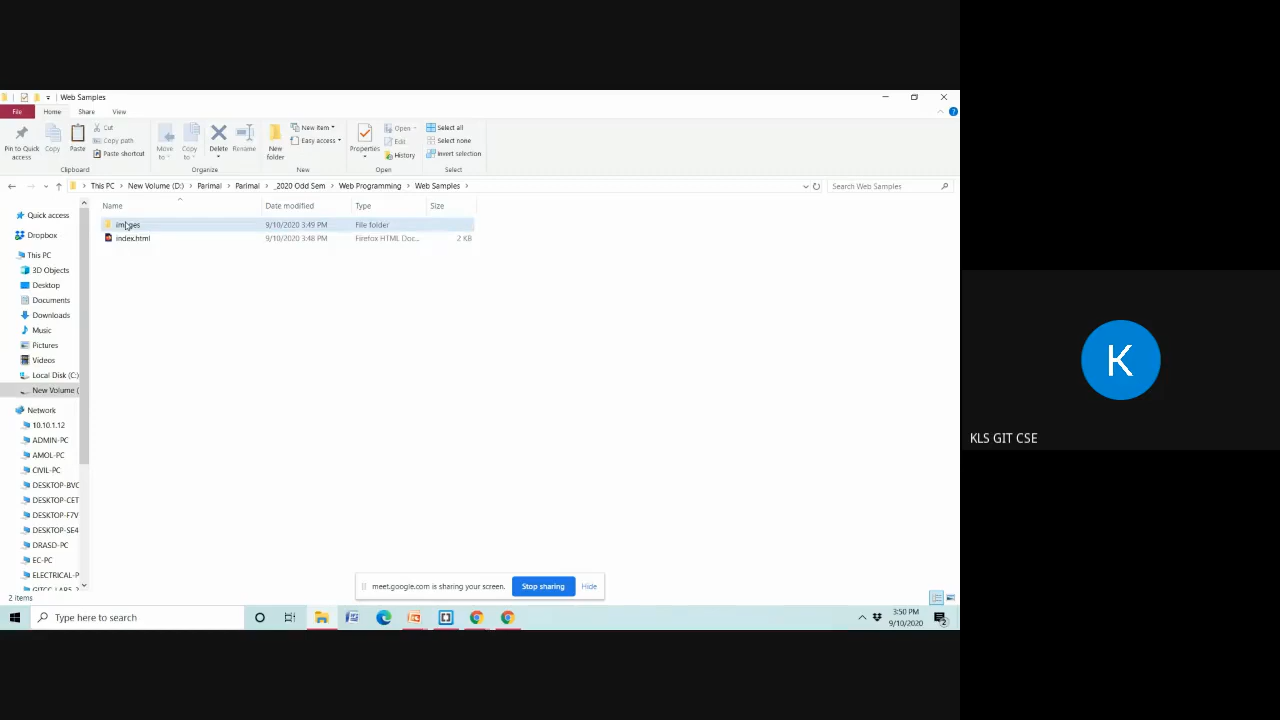 Web Samples
File Home Share View
Pin to Quick access
Copy
Paste
Cut
Copy path
Paste shortcut
Clipboard
Move to
Copy to
Delete
Rename
Organize
New folder
New item
Easy access
New
Properties
Open
Edit
History
Open
Select all
Select none
Invert selection
Select
This PC > New Volume (D:) > Parimal > Parimal > _2020 Odd Sem > Web Programming > Web Samples >
Search Web Samples
Name Date modified Type Size
images 9/10/2020 3:49 PM File folder
index.html 9/10/2020 3:48 PM Firefox HTML Doc... 2 KB
Quick access
Dropbox
This PC
3D Objects
Desktop
Documents
Downloads
Music
Pictures
Videos
Local Disk (C:)
New Volume (
Network
10.10.1.12
ADMIN-PC
AMOL-PC
CIVIL-PC
DESKTOP-BVC
DESKTOP-CET
DESKTOP-F7V
DESKTOP-SE4
DRASD-PC
EC-PC
ELECTRICAL-P
2 items
meet.google.com is sharing your screen. Stop sharing Hide
Type here to search
3:50 PM
9/10/2020
2
K
KLS GIT CSE